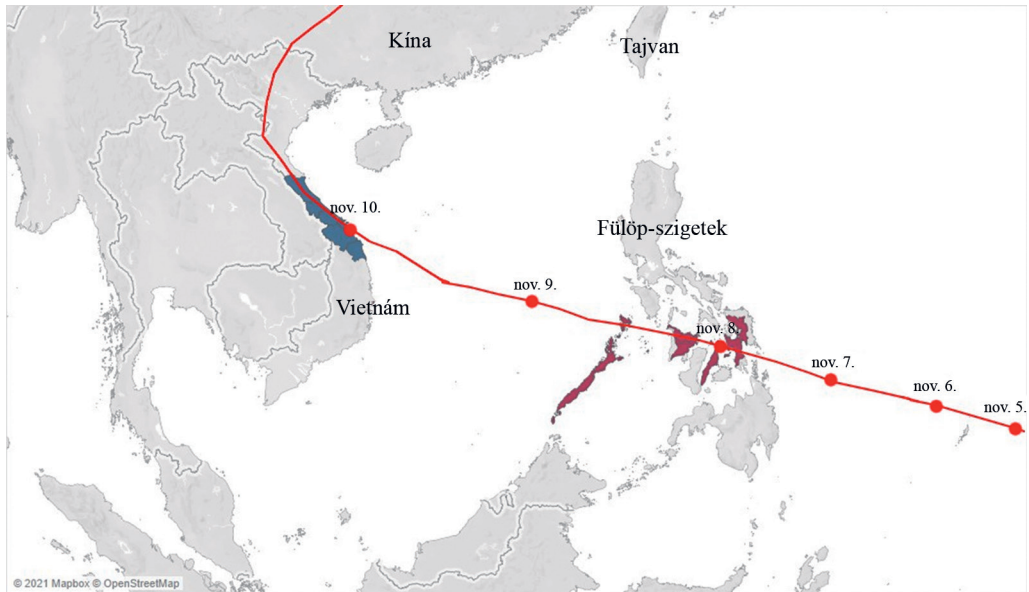 Kína
Tajvan
nov. 10.
Fülöp-szigetek
nov. 9.
Vietnám
nov. 8.
nov. 7.
nov. 6.
nov. 5.
© 2021 Mapbox © OpenStreetMap